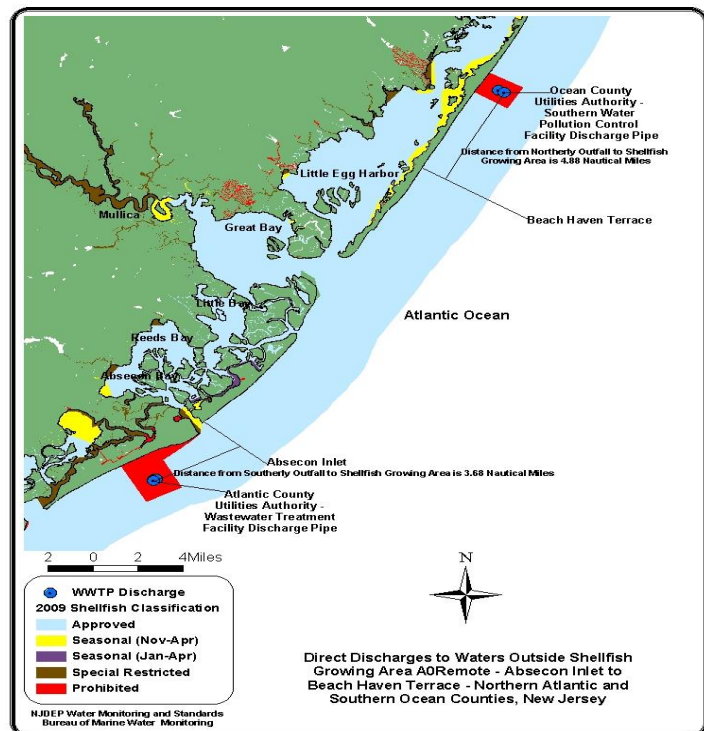 Ocean County
Utilities Authority -
Southern Water
Pollution Control
Facility Discharge Pipe
Distance from Northerly Outfall to Shellfish
Growing Area is 4.88 Nautical Miles
Little Egg Harbor
Beach Haven Terrace
Mullica
Great Bay
Little Bay
Atlantic Ocean
Reeds Bay
Absecon Bay
Absecon Inlet
Distance from Southerly Outfall to Shellfish Growing Area is 3.68 Nautical Miles
Atlantic County
Utilities Authority -
Wastewater Treatment
Facility Discharge Pipe
2 0 2 4Miles
N
WWTP Discharge
2009 Shellfish Classification
Approved
Seasonal (Nov-Apr)
Seasonal (Jan-Apr)
Special Restricted
Prohibited
Direct Discharges to Waters Outside Shellfish
Growing Area A0Remote - Absecon Inlet to
Beach Haven Terrace - Northern Atlantic and
Southern Ocean Counties, New Jersey
NJDEP Water Monitoring and Standards
Bureau of Marine Water Monitoring